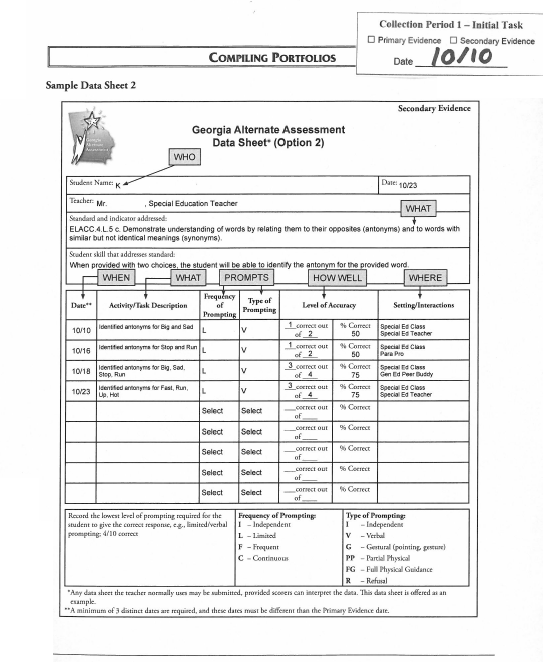 Collection Period 1 – Initial Task
☐ Primary Evidence ☐ Secondary Evidence
Date 10/10
COMPILING PORTFOLIOS
Sample Data Sheet 2
Secondary Evidence
Georgia Alternate Assessment
Georgia Alternate Assessment
Data Sheet* (Option 2)
WHO
Student Name: K
Date: 10/23
Teacher: Mr. , Special Education Teacher
WHAT
Standard and indicator addressed:
ELACC.4.L.5 c. Demonstrate understanding of words by relating them to their opposites (antonyms) and to words with
similar but not identical meanings (synonyms).
Student skill that addresses standard:
When provided with two choices, the student will be able to identify the antonym for the provided word.
WHEN WHAT PROMPTS HOW WELL WHERE
Date** Activity/Task Description Frequency of Prompting Type of Prompting Level of Accuracy Setting/Interactions
10/10 Identified antonyms for Big and Sad L V 1 correct out of 2 % Correct 50 Special Ed Class Special Ed Teacher
10/16 Identified antonyms for Stop and Run L V 1 correct out of 2 % Correct 50 Special Ed Class Para Pro
10/18 Identified antonyms for Big, Sad, Stop, Run L V 3 correct out of 4 % Correct 75 Special Ed Class Gen Ed Peer Buddy
10/23 Identified antonyms for Fast, Run, Up, Hot L V 3 correct out of 4 % Correct 75 Special Ed Class Special Ed Teacher
Select Select ___correct out of ___ % Correct
Select Select ___correct out of ___ % Correct
Select Select ___correct out of ___ % Correct
Select Select ___correct out of ___ % Correct
Select Select ___correct out of ___ % Correct
Record the lowest level of prompting required for the
student to give the correct response, e.g., limited/verbal
prompting; 4/10 correct
Frequency of Prompting:
I – Independent
L – Limited
F – Frequent
C – Continuous
Type of Prompting:
I – Independent
V – Verbal
G – Gestural (pointing, gesture)
PP – Partial Physical
FG – Full Physical Guidance
R – Refusal
*Any data sheet the teacher normally uses may be submitted, provided scorers can interpret the data. This data sheet is offered as an
example.
**A minimum of 3 distinct dates are required, and these dates must be different than the Primary Evidence date.